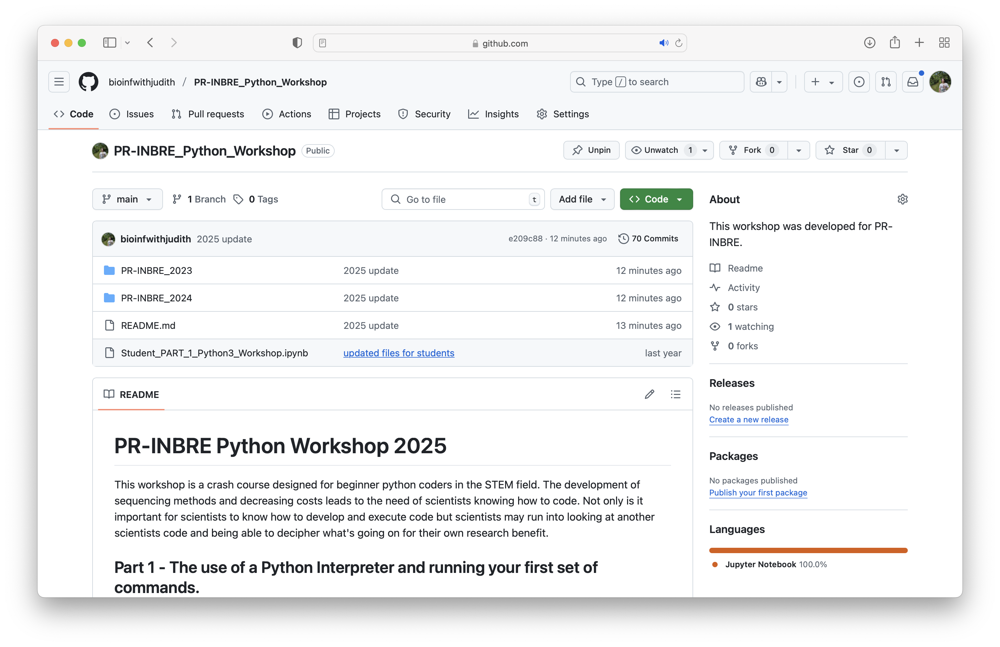 github.com
bioinfwithjudith / PR-INBRE_Python_Workshop
Type / to search
Code Issues Pull requests Actions Projects Security Insights Settings
PR-INBRE_Python_Workshop Public
Unpin Unwatch 1 Fork 0 Star 0
main 1 Branch 0 Tags
Go to file t Add file Code
bioinfwithjudith 2025 update e209c88 · 12 minutes ago 70 Commits
PR-INBRE_2023 2025 update 12 minutes ago
PR-INBRE_2024 2025 update 12 minutes ago
README.md 2025 update 13 minutes ago
Student_PART_1_Python3_Workshop.ipynb updated files for students last year
README
PR-INBRE Python Workshop 2025
This workshop is a crash course designed for beginner python coders in the STEM field. The development of
sequencing methods and decreasing costs leads to the need of scientists knowing how to code. Not only is it
important for scientists to know how to develop and execute code but scientists may run into looking at another
scientists code and being able to decipher what's going on for their own research benefit.
Part 1 - The use of a Python Interpreter and running your first set of
commands.
About
This workshop was developed for PR-
INBRE.
Readme
Activity
0 stars
1 watching
0 forks
Releases
No releases published
Create a new release
Packages
No packages published
Publish your first package
Languages
Jupyter Notebook 100.0%